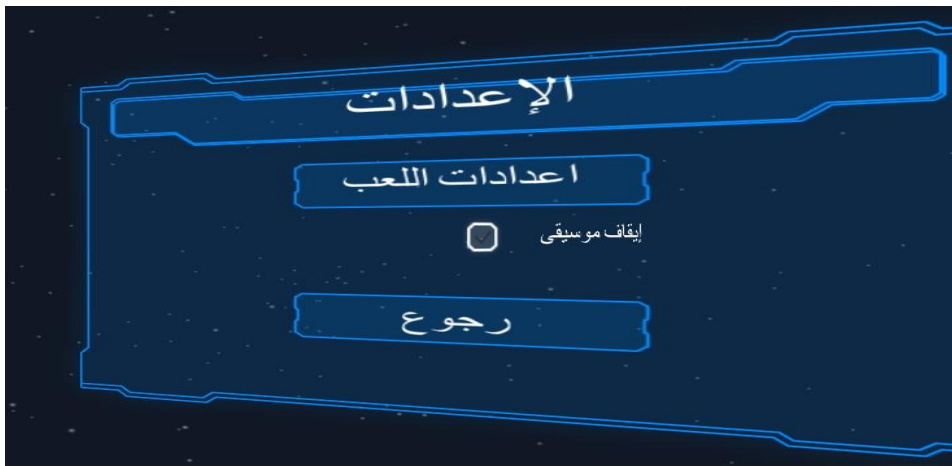 الإعدادات
اعدادات اللعب
إيقاف موسيقى
رجوع